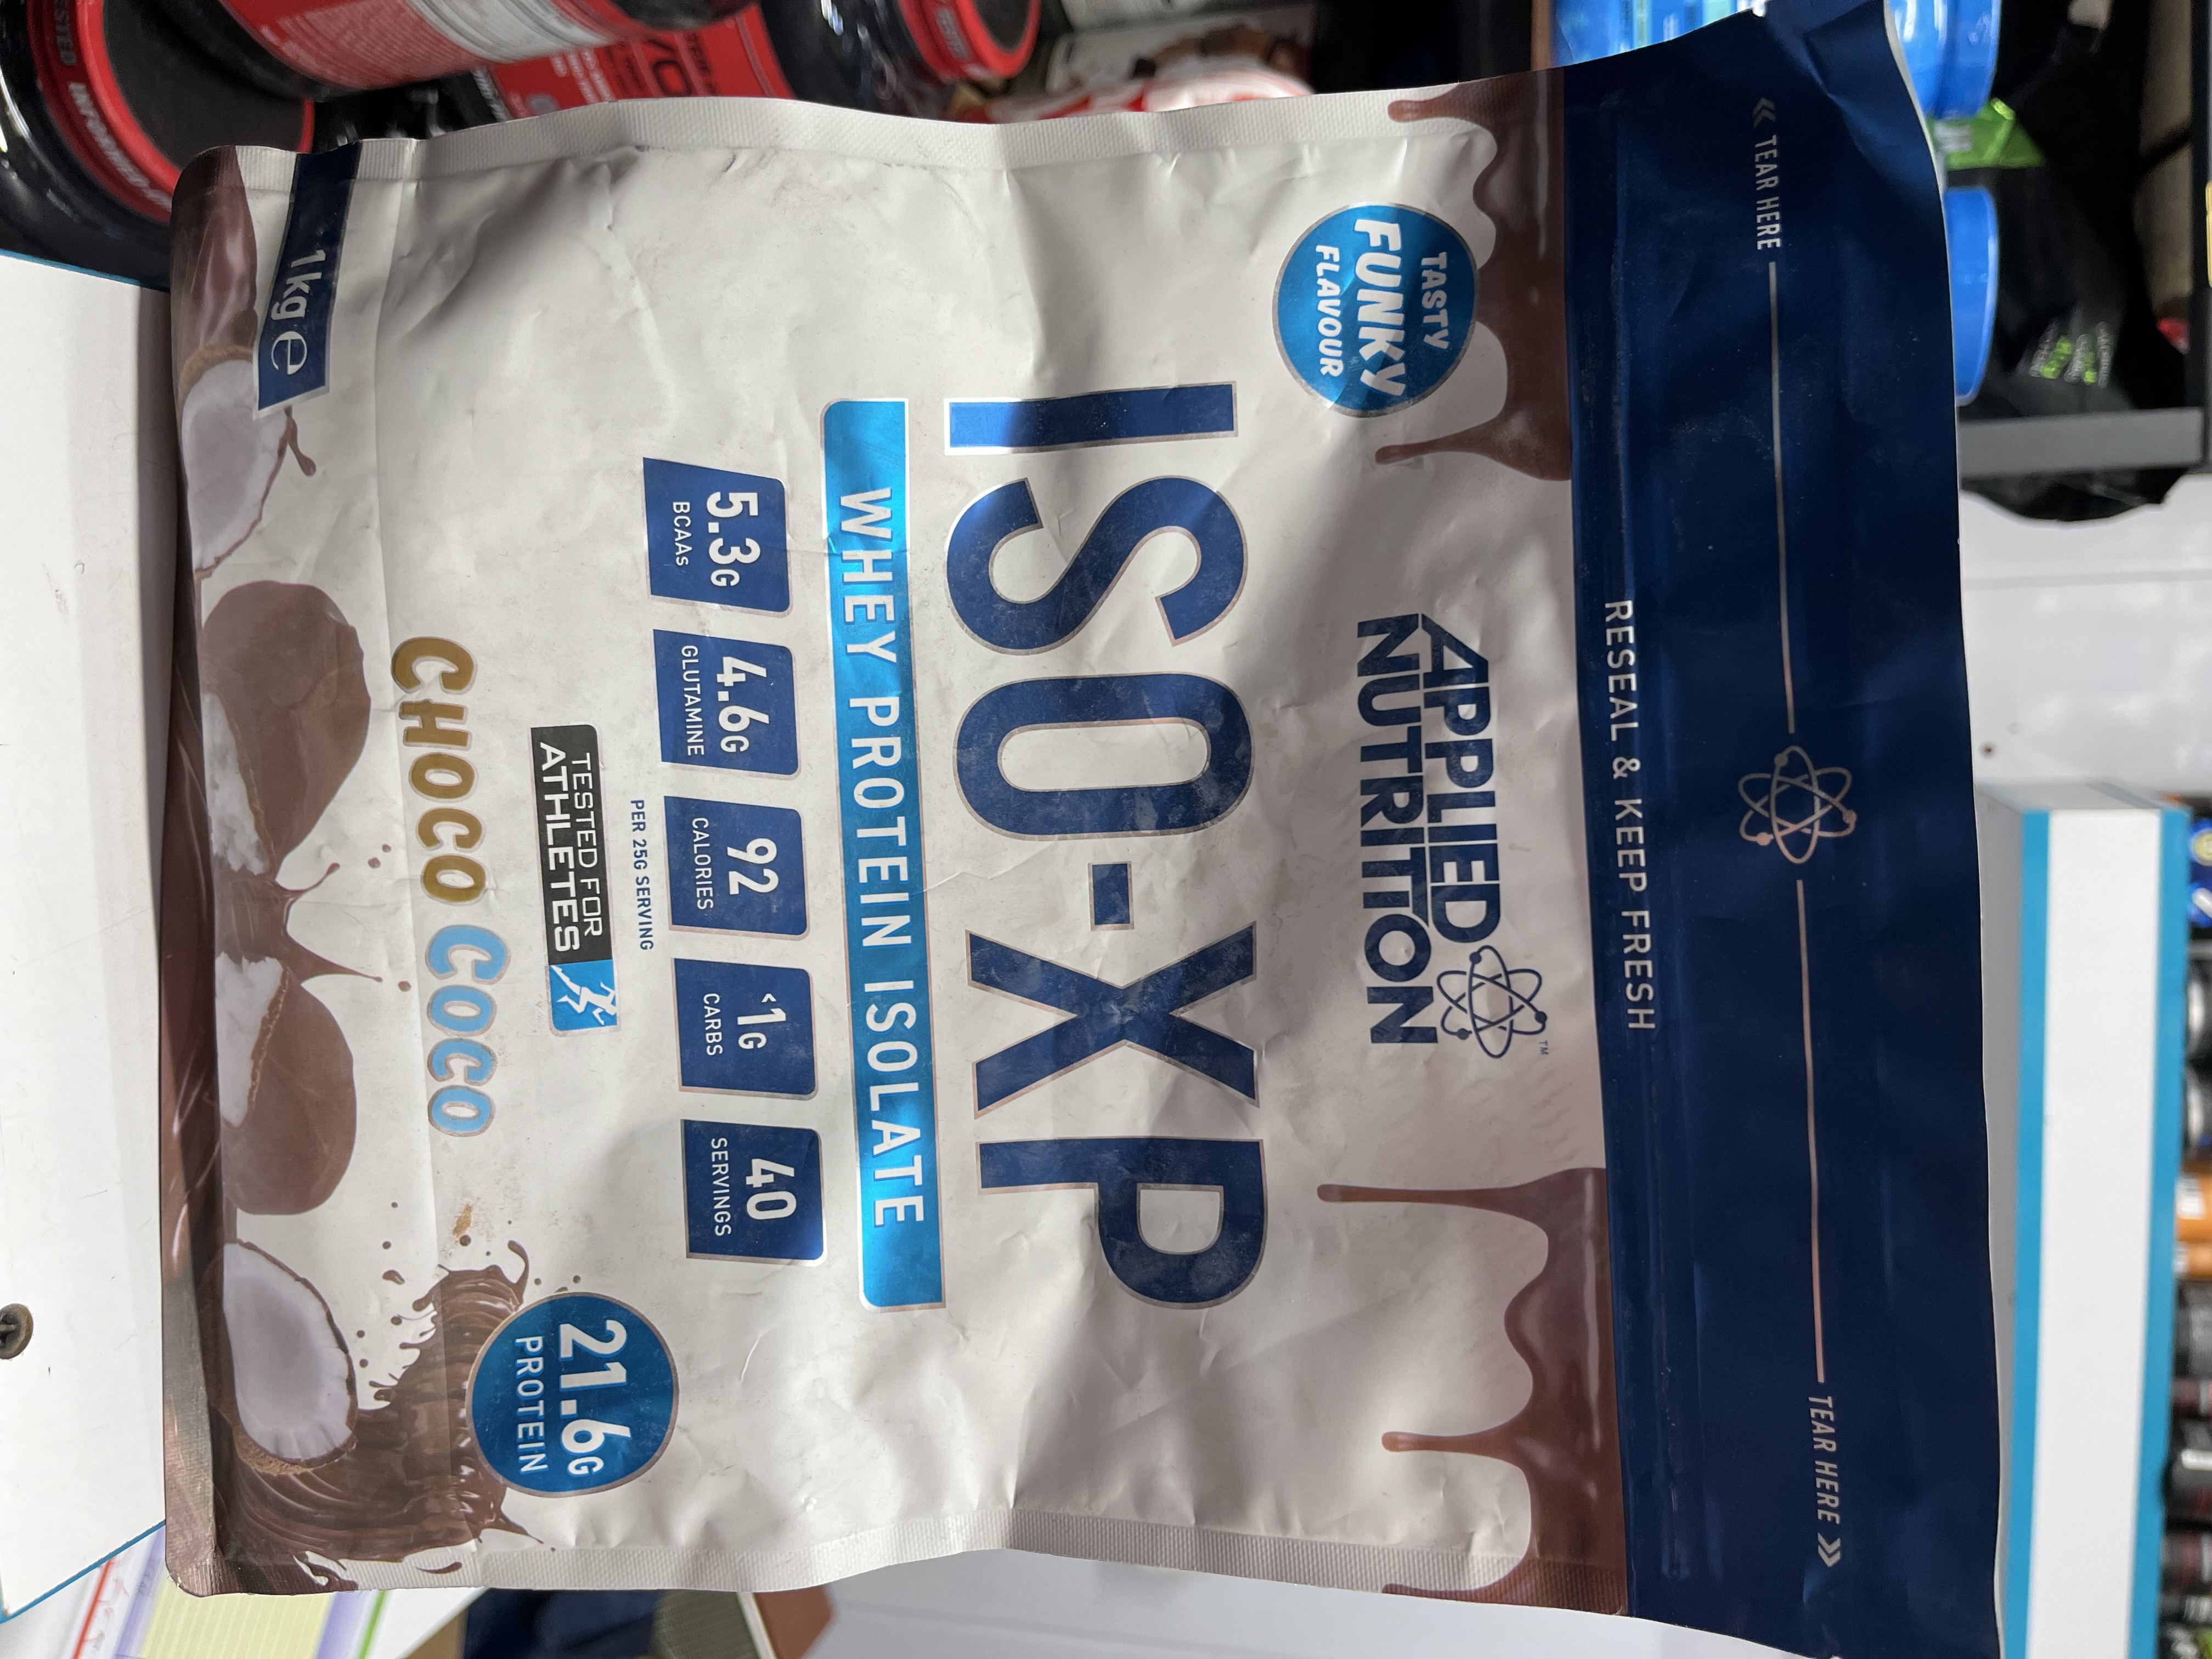 « TEAR HERE
TEAR HERE »
RESEAL & KEEP FRESH
TASTY
FUNKY
FLAVOUR
APPLIED
NUTRITION
TM
ISO-XP
WHEY PROTEIN ISOLATE
5.3G
BCAAs
4.6G
GLUTAMINE
92
CALORIES
<1G
CARBS
40
SERVINGS
PER 25G SERVING
TESTED FOR
ATHLETES
21.6G
PROTEIN
CHOCO COCO
1kg ℮